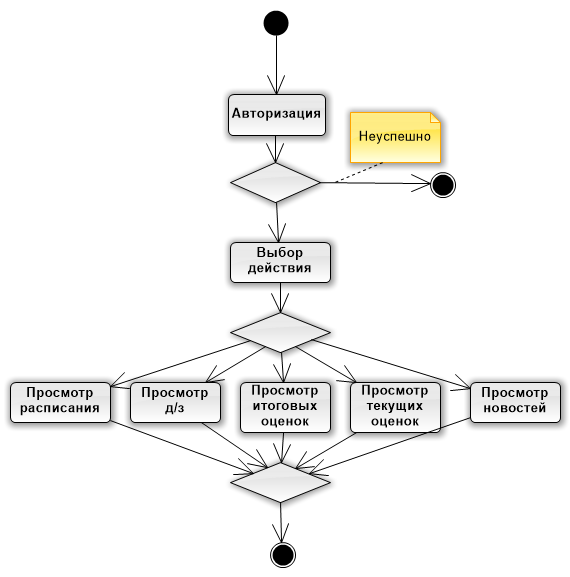 Авторизация
Неуспешно
Выбор
действия
Просмотр
расписания
Просмотр
д/з
Просмотр
итоговых
оценок
Просмотр
текущих
оценок
Просмотр
новостей